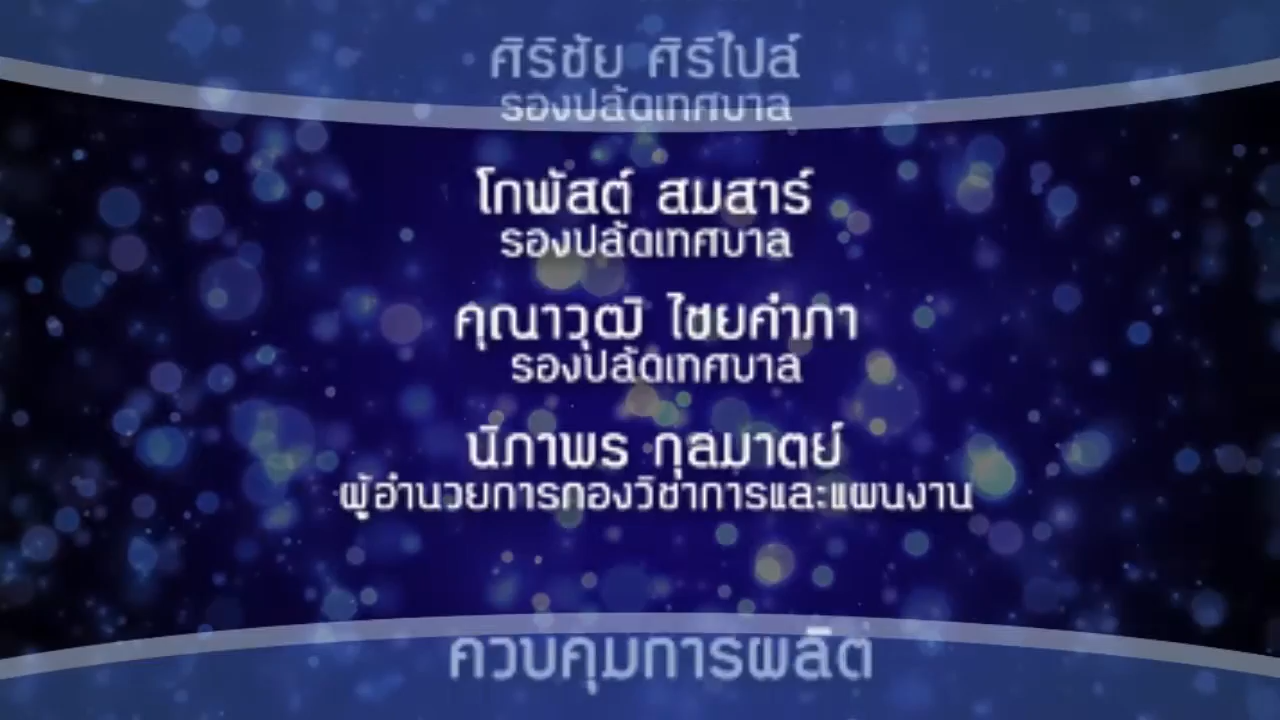 ศิริชัย ศิริไปล์
รองปลัดเทศบาล
โกพัสต์ สมสาร์
รองปลัดเทศบาล
คุณาวุฒิ ไชยคำภา
รองปลัดเทศบาล
นิภาพร กุลมาตย์
ผู้อำนวยการกองวิชาการและแผนงาน
ควบคุมการผลิต